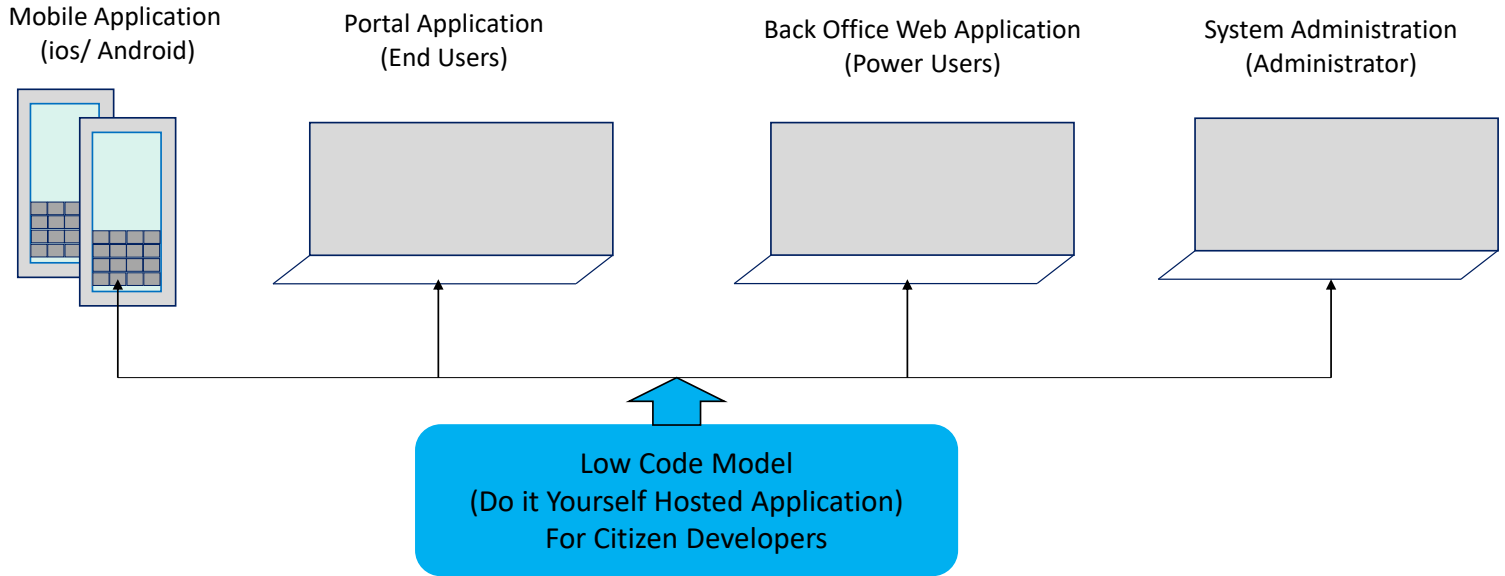 Mobile Application
(ios/ Android)
Portal Application
(End Users)
Back Office Web Application
(Power Users)
System Administration
(Administrator)
Low Code Model
(Do it Yourself Hosted Application)
For Citizen Developers